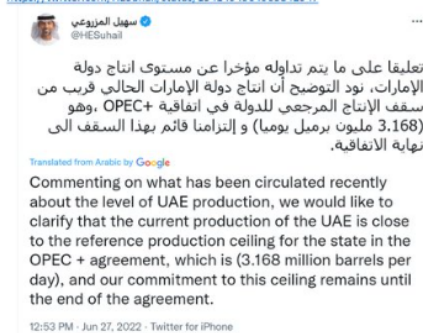 سهيل المزروعي
@HESuhail
تعليقا على ما يتم تداوله مؤخرا عن مستوى انتاج دولة
الإمارات، نود التوضيح أن انتاج دولة الإمارات الحالي قريب من
سقف الإنتاج المرجعي للدولة في اتفاقية +OPEC ،وهو
(3.168 مليون برميل يوميا) و إلتزامنا قائم بهذا السقف الى
نهاية الاتفاقية.
Translated from Arabic by Google
Commenting on what has been circulated recently
about the level of UAE production, we would like to
clarify that the current production of the UAE is close
to the reference production ceiling for the state in the
OPEC + agreement, which is (3.168 million barrels per
day), and our commitment to this ceiling remains until
the end of the agreement.
12:53 PM · Jun 27, 2022 · Twitter for iPhone